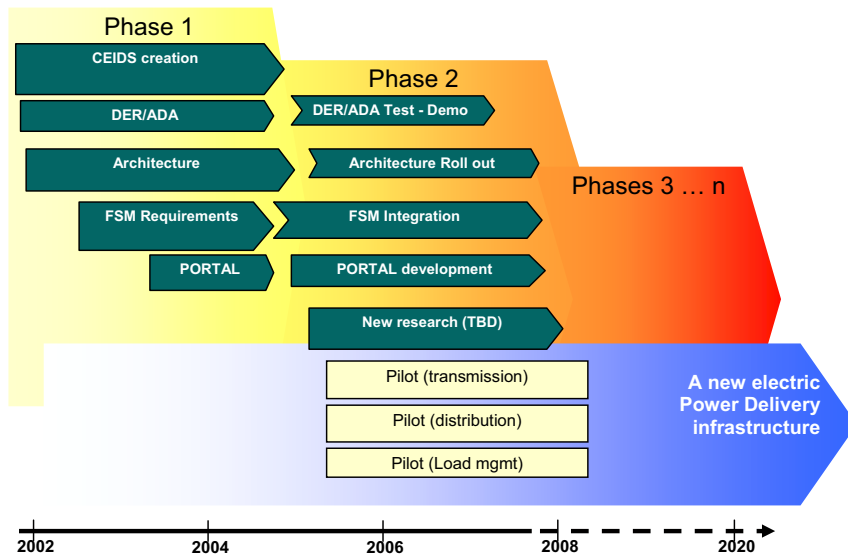 Phase 1
CEIDS creation
Phase 2
DER/ADA
DER/ADA Test - Demo
Architecture
Architecture Roll out
Phases 3 … n
FSM Requirements
FSM Integration
PORTAL
PORTAL development
New research (TBD)
Pilot (transmission)
A new electric
Power Delivery
infrastructure
Pilot (distribution)
Pilot (Load mgmt)
2002
2004
2006
2008
2020